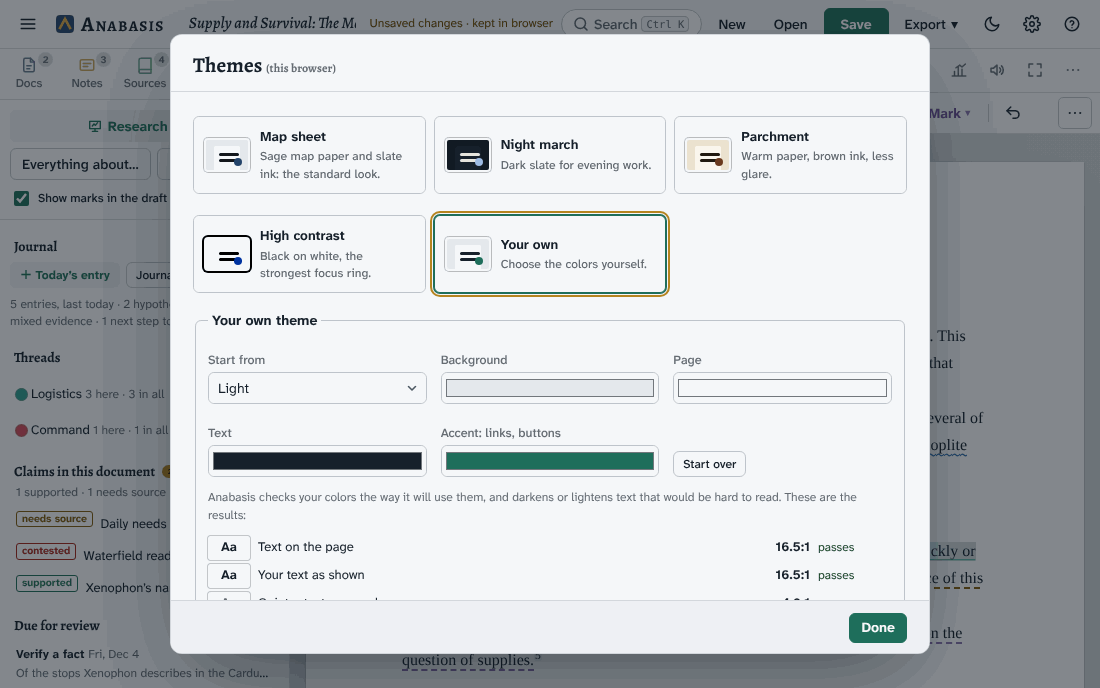 ANABASIS
Supply and Survival: The M
Unsaved changes · kept in browser
Search Ctrl K
New
Open
Save
Export ▾
Docs 2
Notes 3
Sources 4
Mark ▾
Research
Everything about...
Show marks in the draft
Journal
+ Today's entry
Journa
5 entries, last today · 2 hypoth
mixed evidence · 1 next step to
Threads
Logistics 3 here · 3 in all
Command 1 here · 1 in all
Claims in this document
1 supported · 1 needs source
needs source Daily needs
contested Waterfield read
supported Xenophon's na
Due for review
Verify a fact Fri, Dec 4
Of the stops Xenophon describes in the Cardu...
Themes (this browser)
Map sheet
Sage map paper and slate
ink: the standard look.
Night march
Dark slate for evening work.
Parchment
Warm paper, brown ink, less
glare.
High contrast
Black on white, the
strongest focus ring.
Your own
Choose the colors yourself.
Your own theme
Start from
Light
Background
Page
Text
Accent: links, buttons
Start over
Anabasis checks your colors the way it will use them, and darkens or lightens text that would be hard to read. These are the
results:
Aa Text on the page 16.5:1 passes
Aa Your text as shown 16.5:1 passes
Done
. This
that
everal of
oplite
ckly or
ce of this
n the
question of supplies.5